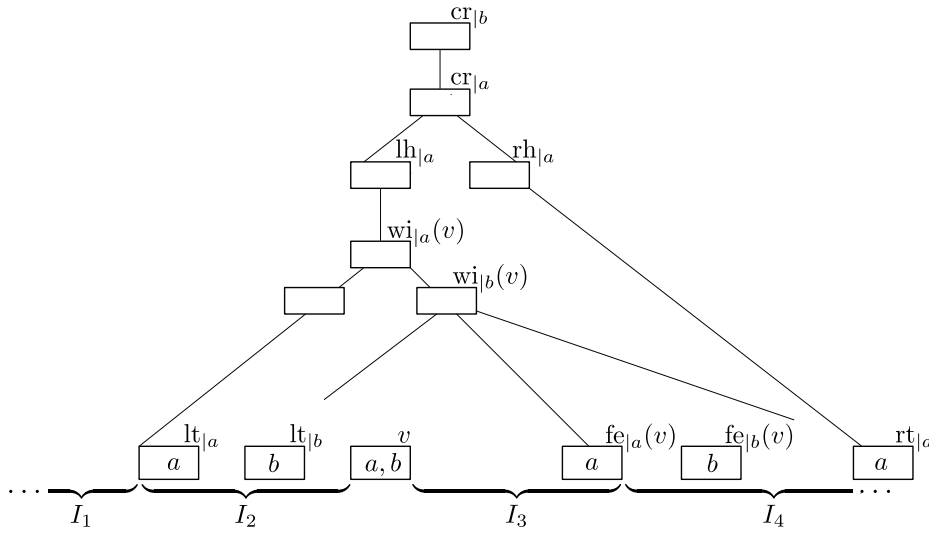 cr|b
cr|a
lh|a rh|a
wi|a(v)
wi|b(v)
lt|a lt|b v fe|a(v) fe|b(v) rt|a
a b a, b a b a
... ...
I1 I2 I3 I4